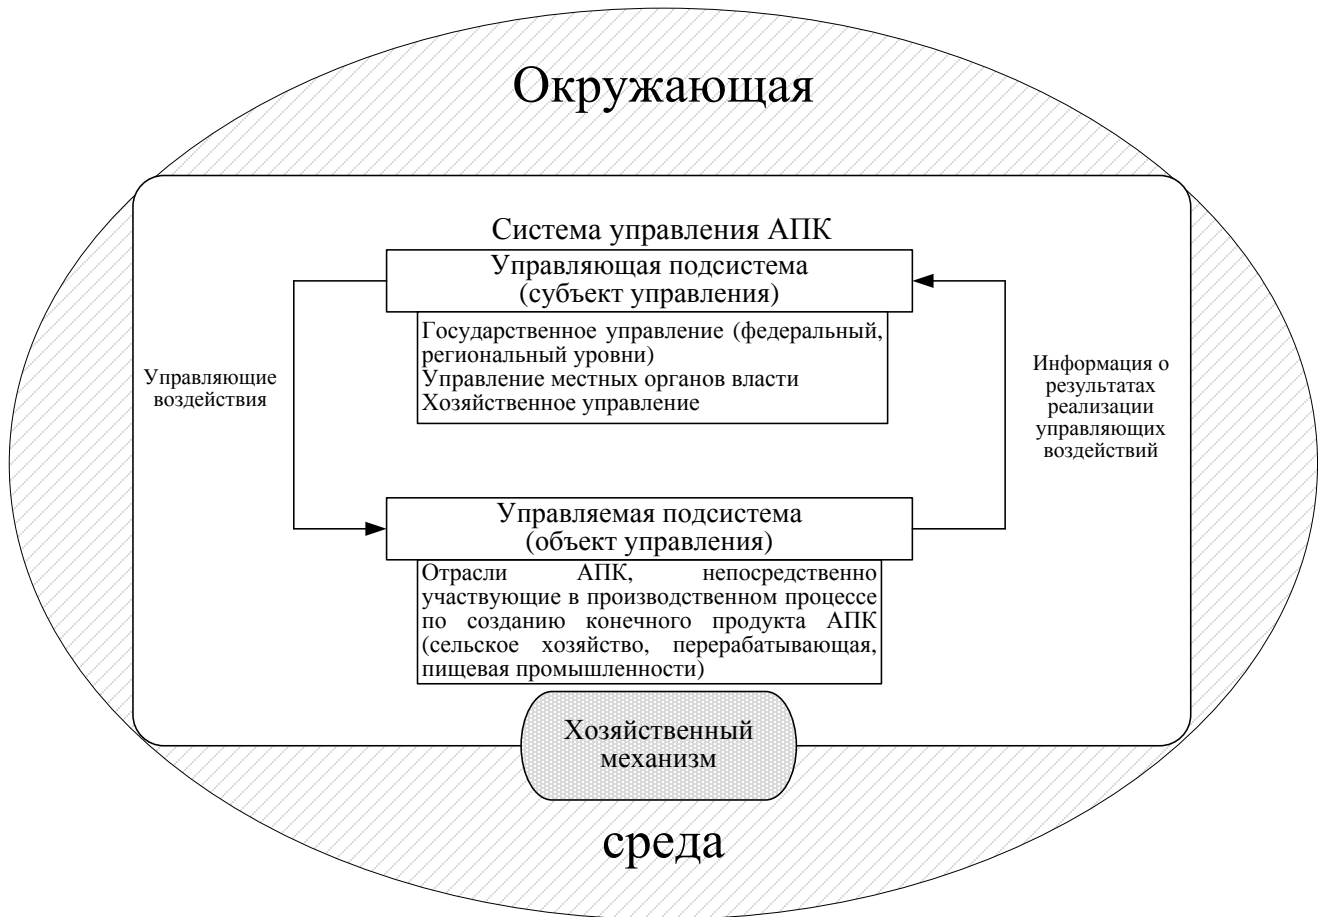 Окружающая
Система управления АПК
Управляющая подсистема
(субъект управления)
Государственное управление (федеральный,
региональный уровни)
Управление местных органов власти
Хозяйственное управление
Управляющие
воздействия
Информация о
результатах
реализации
управляющих
воздействий
Управляемая подсистема
(объект управления)
Отрасли АПК, непосредственно
участвующие в производственном процессе
по созданию конечного продукта АПК
(сельское хозяйство, перерабатывающая,
пищевая промышленности)
Хозяйственный
механизм
среда